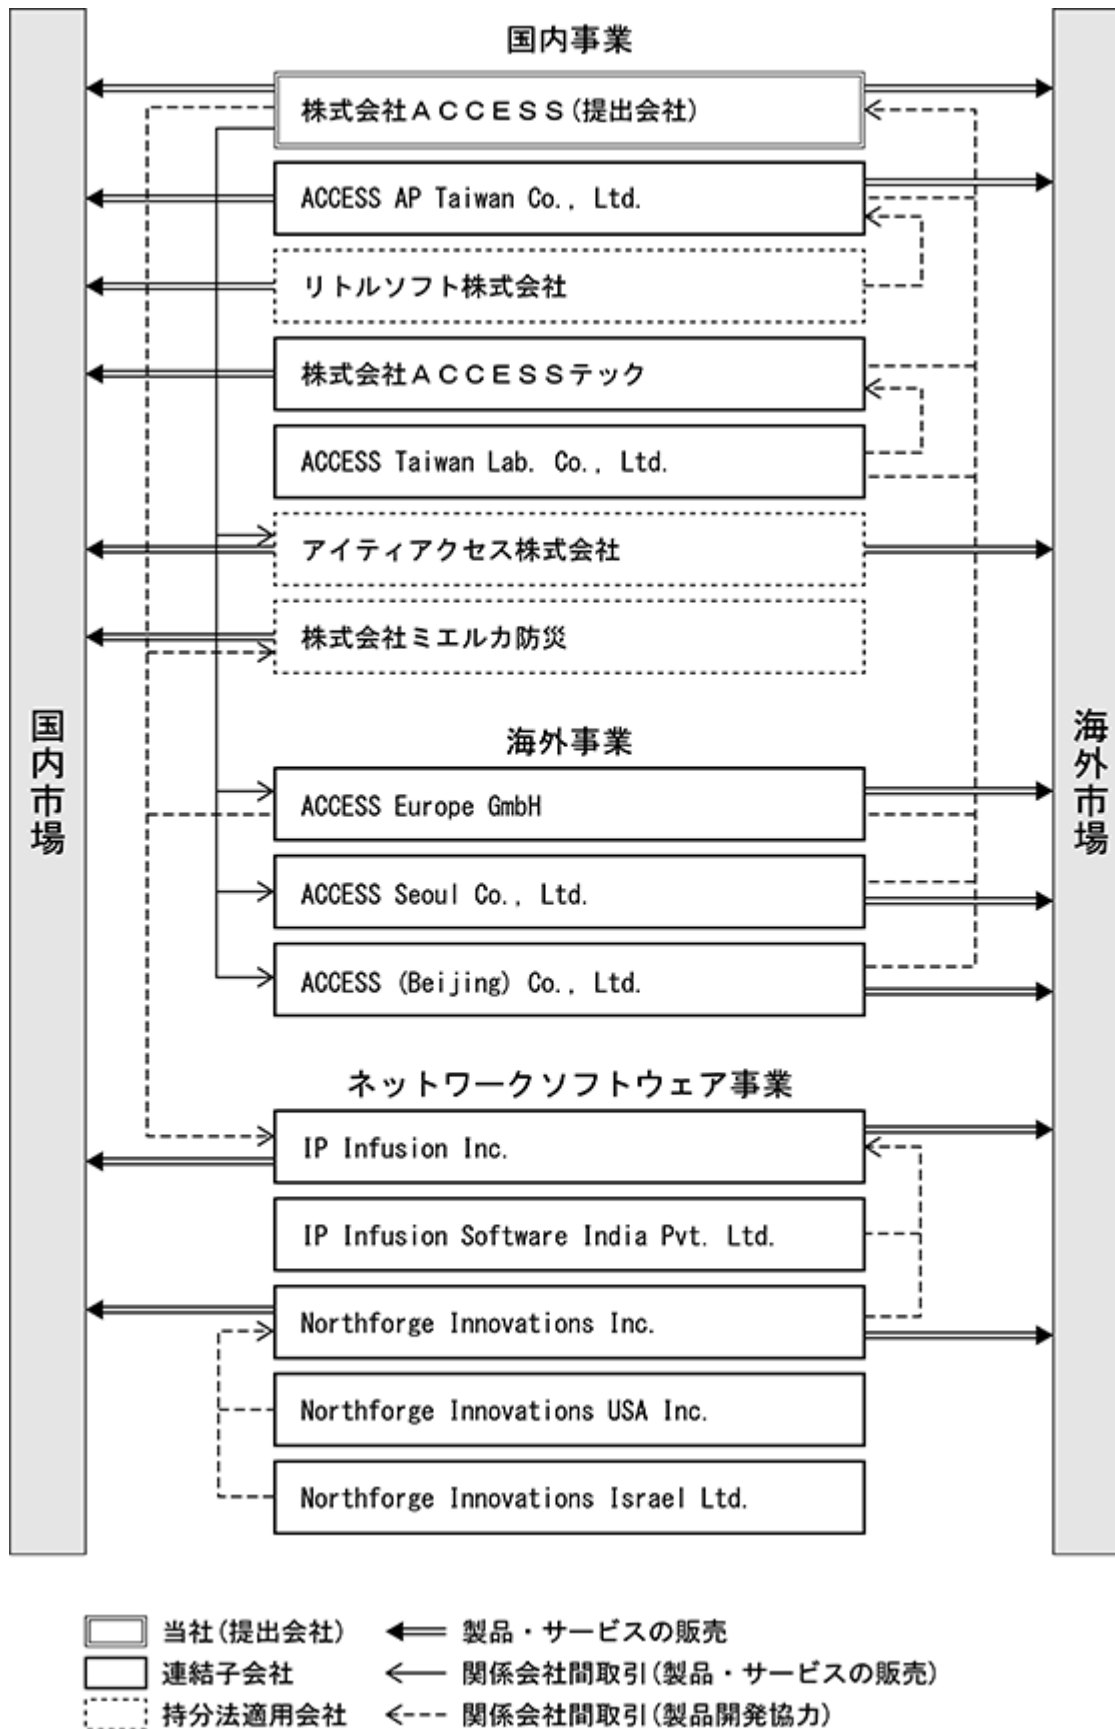 国内事業
株式会社ＡＣＣＥＳＳ(提出会社)
ACCESS AP Taiwan Co., Ltd.
リトルソフト株式会社
株式会社ＡＣＣＥＳＳテック
ACCESS Taiwan Lab. Co., Ltd.
アイティアクセス株式会社
株式会社ミエルカ防災
国内市場
海外市場
海外事業
ACCESS Europe GmbH
ACCESS Seoul Co., Ltd.
ACCESS (Beijing) Co., Ltd.
ネットワークソフトウェア事業
IP Infusion Inc.
IP Infusion Software India Pvt. Ltd.
Northforge Innovations Inc.
Northforge Innovations USA Inc.
Northforge Innovations Israel Ltd.
当社(提出会社) 製品・サービスの販売
連結子会社 関係会社間取引(製品・サービスの販売)
持分法適用会社 関係会社間取引(製品開発協力)